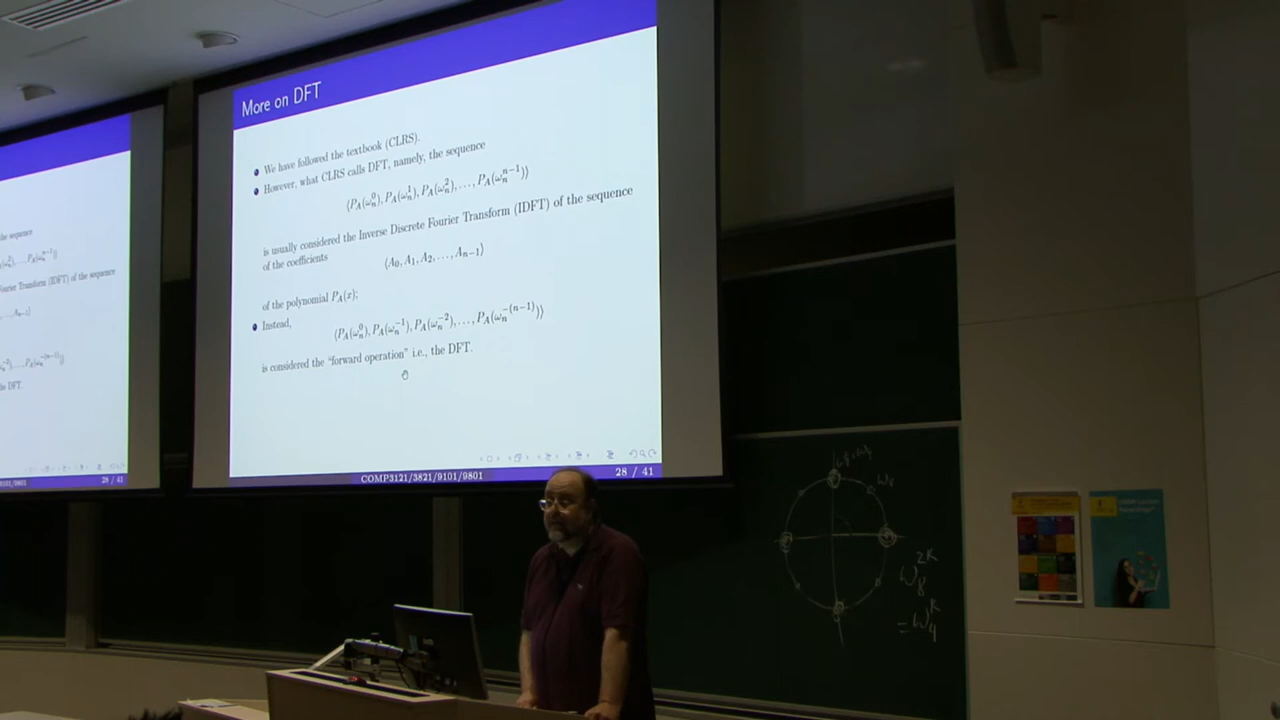 More on DFT
We have followed the textbook (CLRS).
However, what CLRS calls DFT, namely, the sequence
⟨P_A(ω_n^0), P_A(ω_n^1), P_A(ω_n^2), …, P_A(ω_n^{n−1})⟩
is usually considered the Inverse Discrete Fourier Transform (IDFT) of the sequence
of the coefficients
⟨A_0, A_1, A_2, …, A_{n−1}⟩
of the polynomial P_A(x);
Instead,
⟨P_A(ω_n^0), P_A(ω_n^{−1}), P_A(ω_n^{−2}), …, P_A(ω_n^{−(n−1)})⟩
is considered the "forward operation" i.e., the DFT.
COMP3121/3821/9101/9801
28 / 41
the sequence
Fourier Transform (IDFT) of the sequence
the DFT.
28 / 41
ω_8
ω_8^{2K}
= ω_4^K